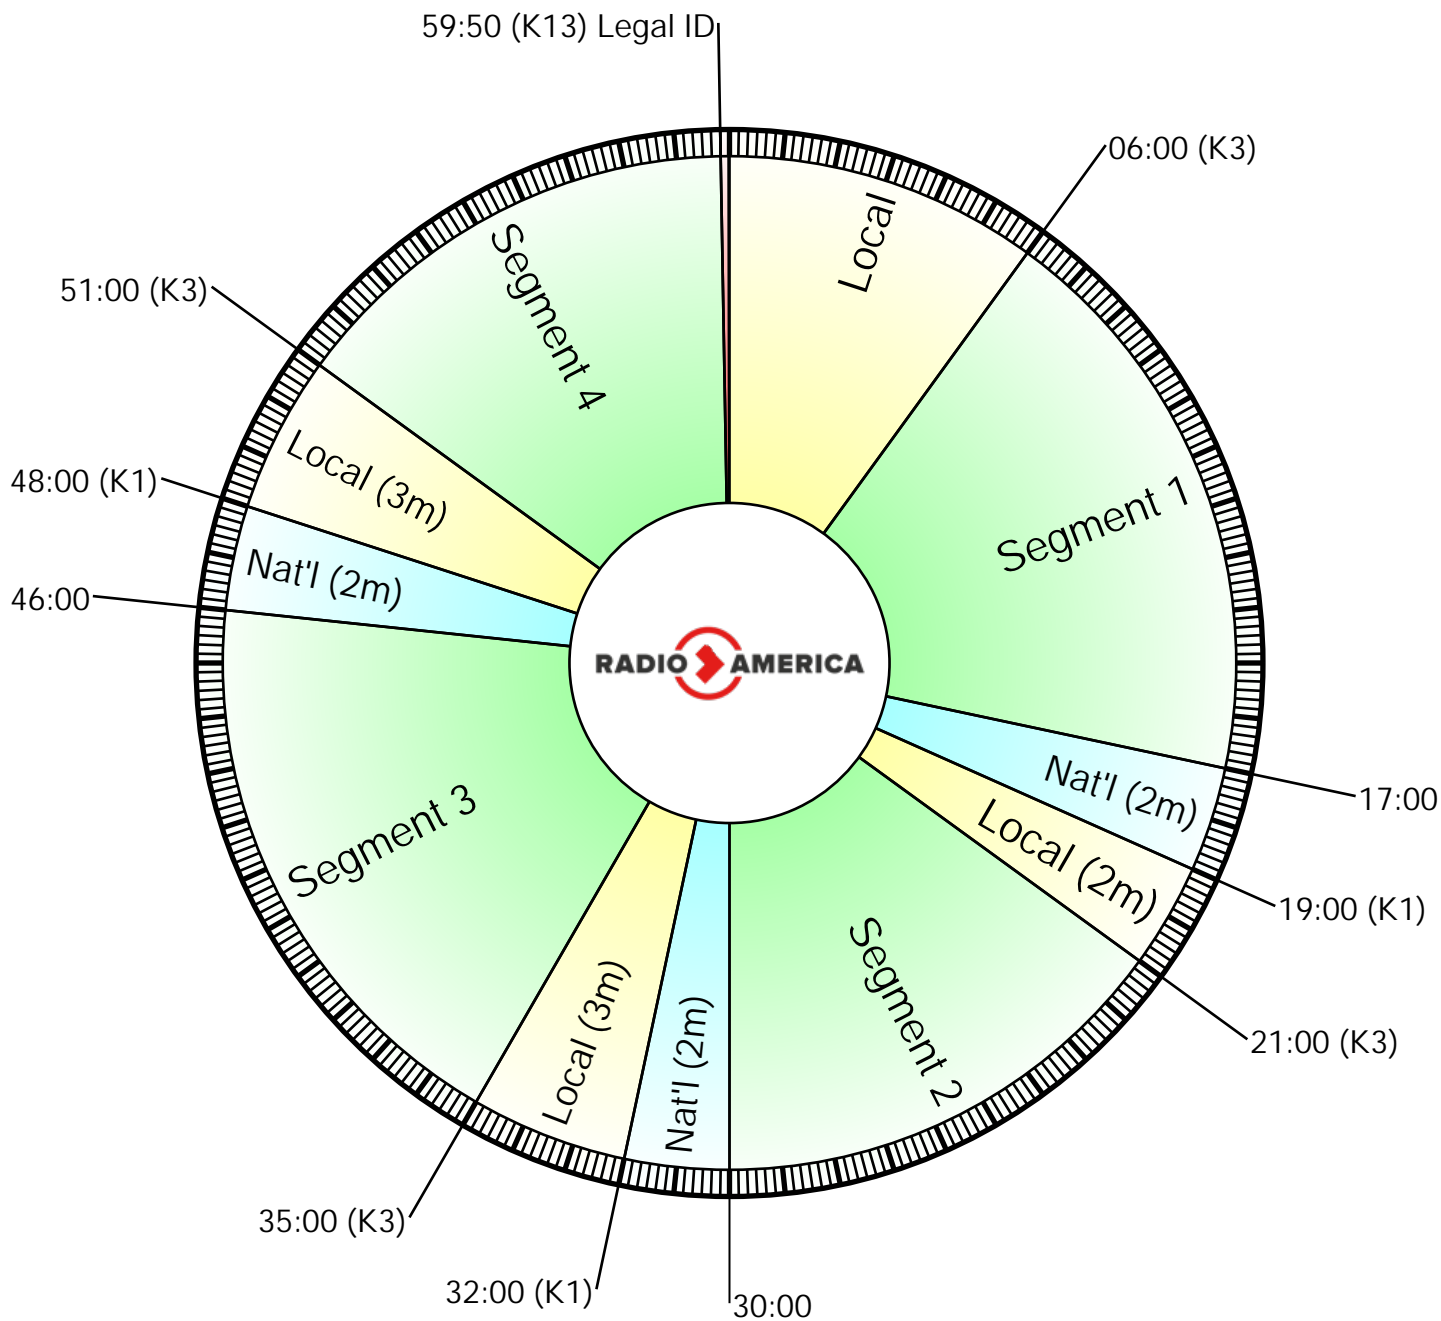 59:50 (K13) Legal ID
Local
06:00 (K3)
Segment 1
17:00
Nat'l (2m)
19:00 (K1)
Local (2m)
21:00 (K3)
Segment 2
30:00
Nat'l (2m)
32:00 (K1)
Local (3m)
35:00 (K3)
Segment 3
46:00
Nat'l (2m)
48:00 (K1)
Local (3m)
51:00 (K3)
Segment 4
RADIO AMERICA